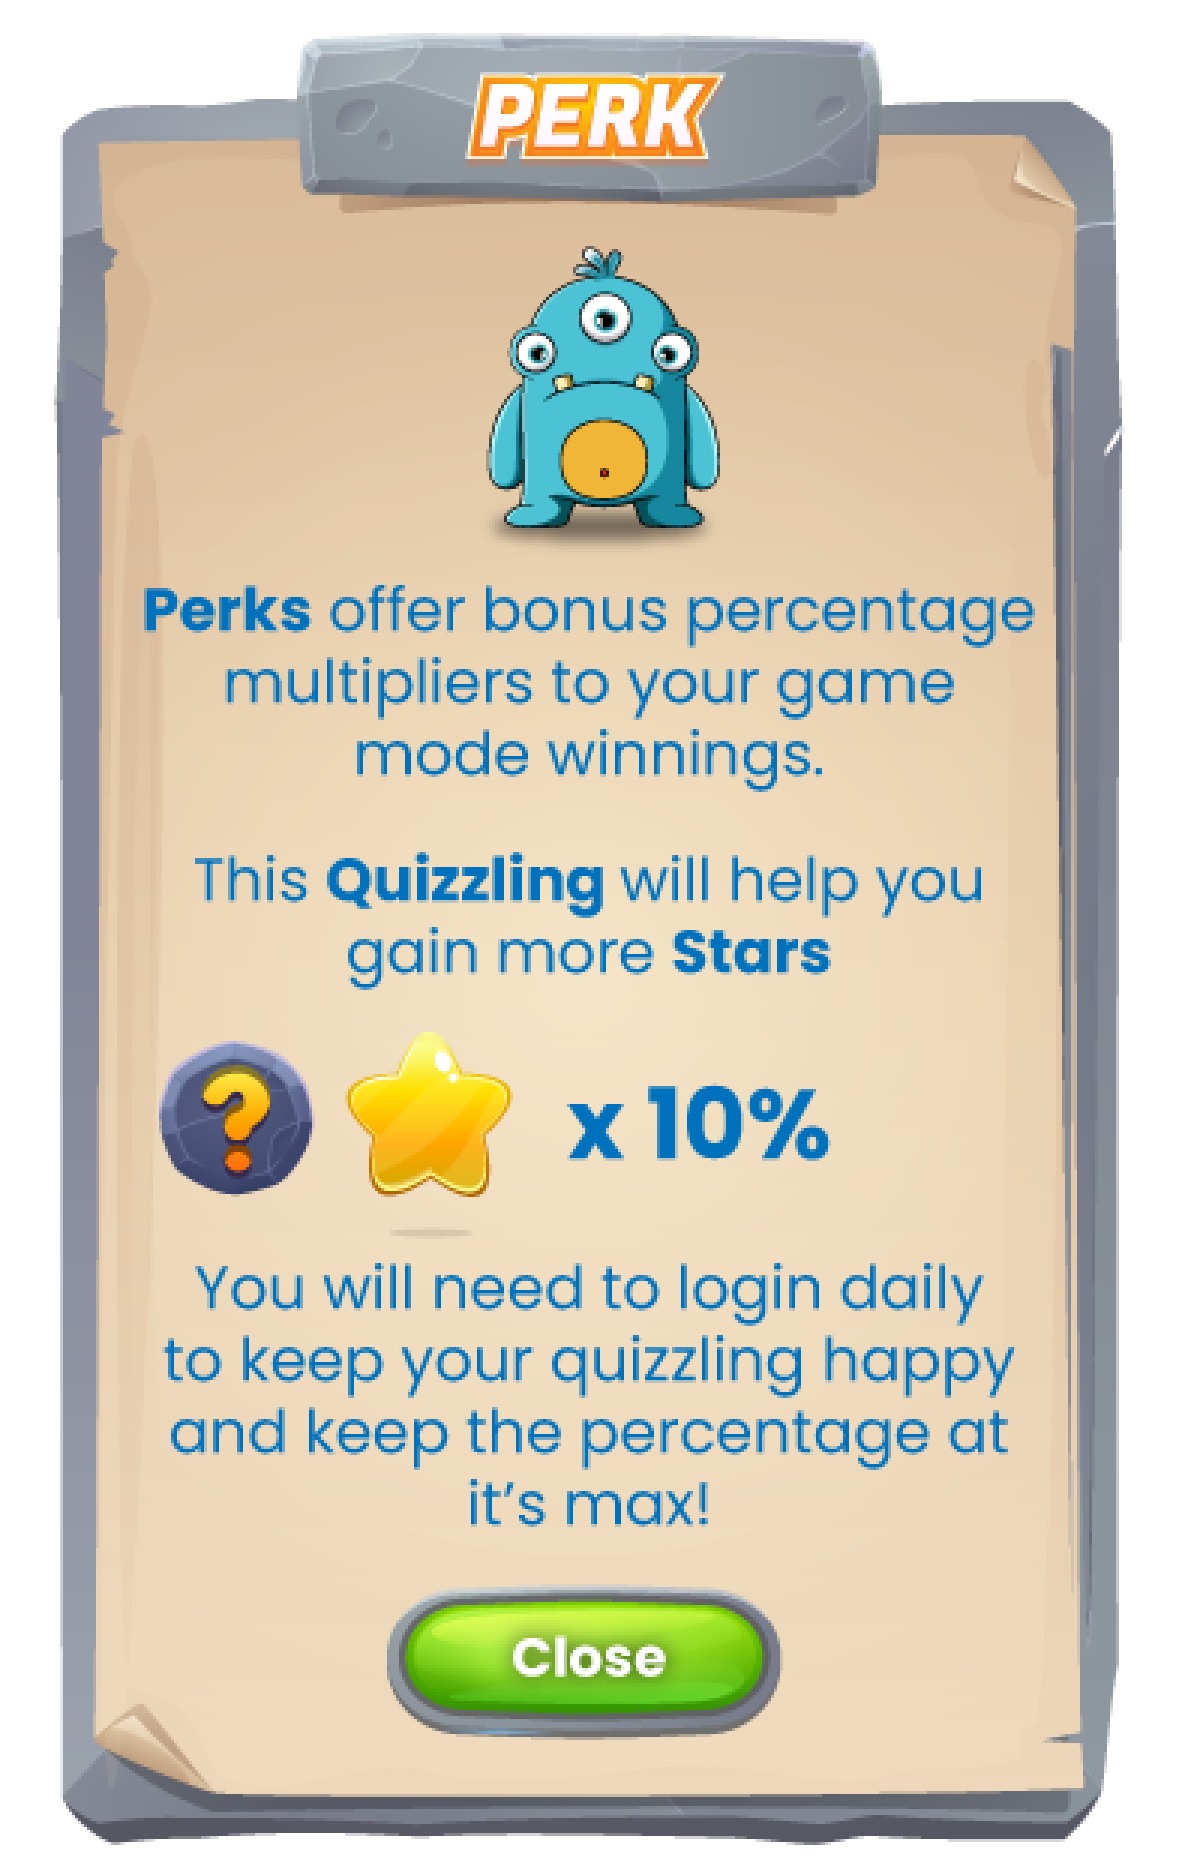 PERK
Perks offer bonus percentage
multipliers to your game
mode winnings.
This Quizzling will help you
gain more Stars
? x 10%
You will need to login daily
to keep your quizzling happy
and keep the percentage at
it’s max!
Close